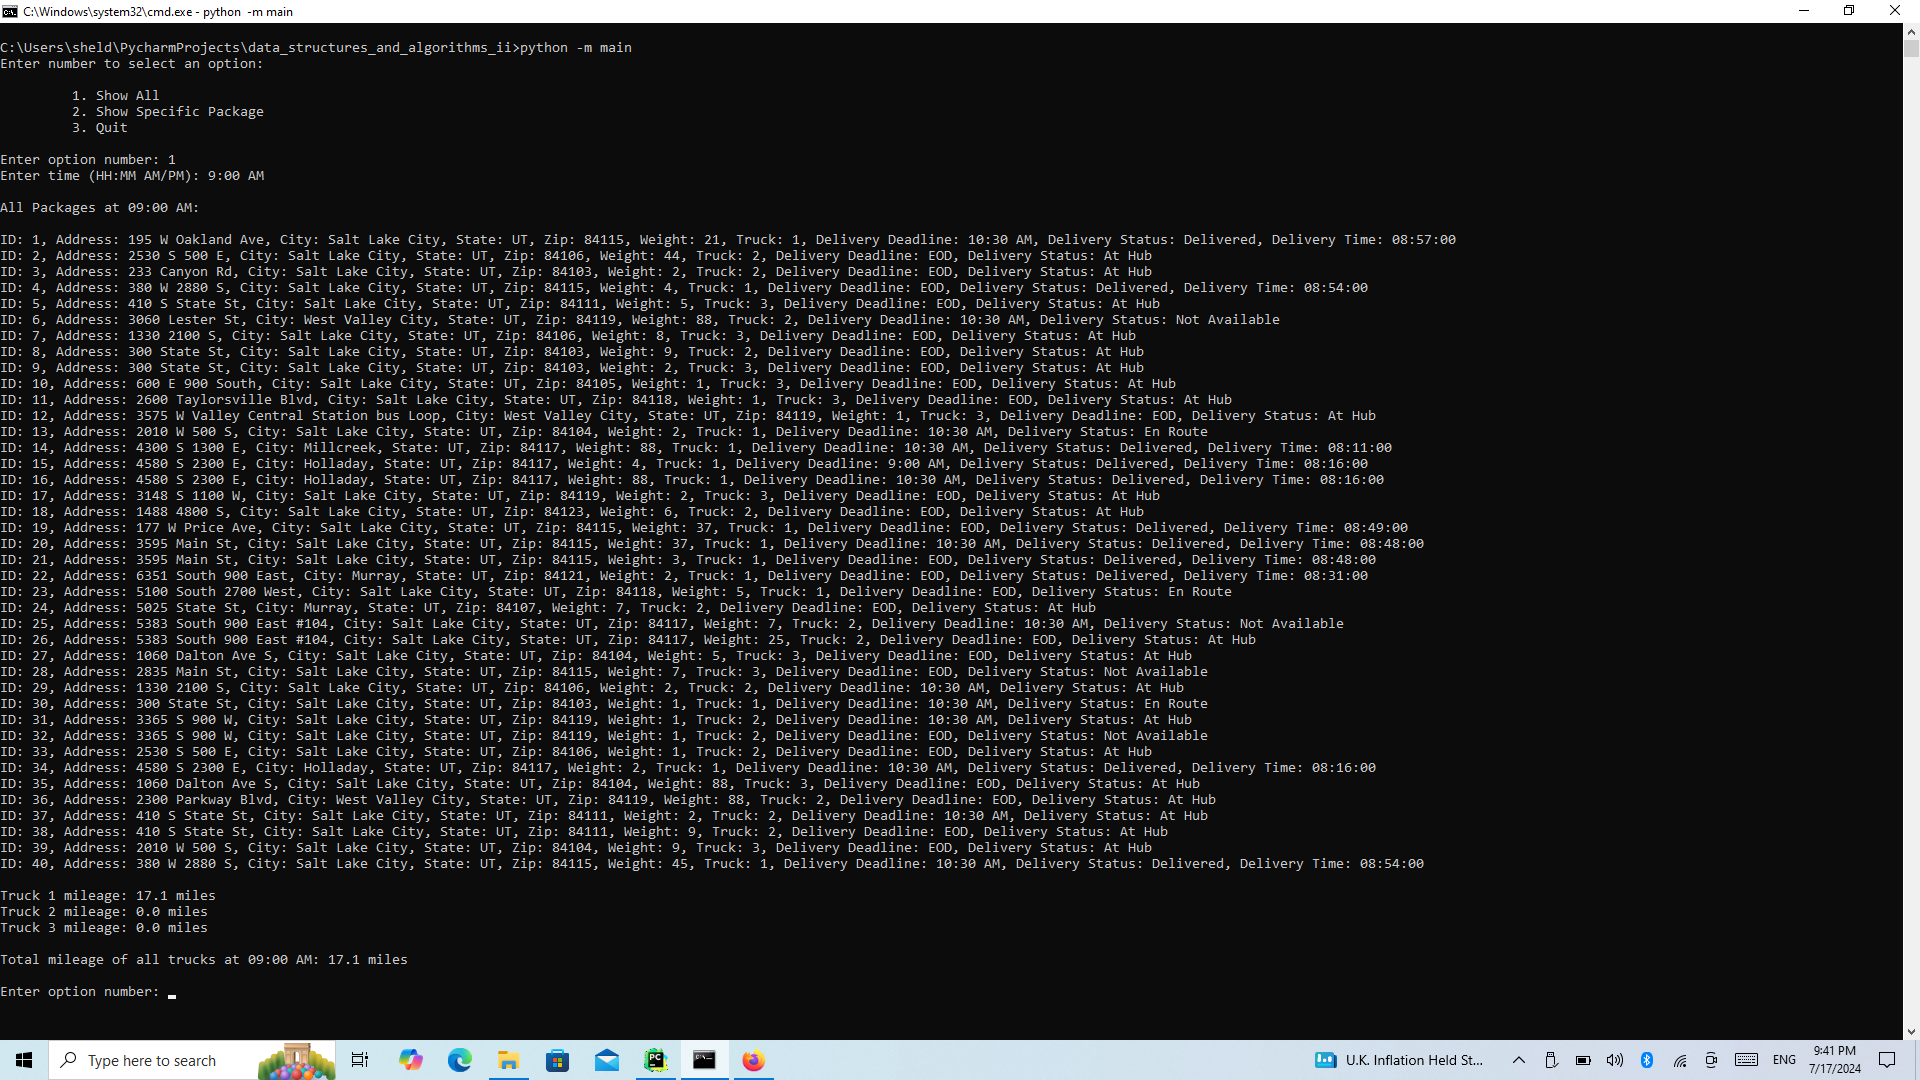 C:\Windows\system32\cmd.exe - python  -m main
C:\Users\sheld\PycharmProjects\data_structures_and_algorithms_ii>python -m main
Enter number to select an option:
1. Show All
2. Show Specific Package
3. Quit
Enter option number: 1
Enter time (HH:MM AM/PM): 9:00 AM
All Packages at 09:00 AM:
ID: 1, Address: 195 W Oakland Ave, City: Salt Lake City, State: UT, Zip: 84115, Weight: 21, Truck: 1, Delivery Deadline: 10:30 AM, Delivery Status: Delivered, Delivery Time: 08:57:00
ID: 2, Address: 2530 S 500 E, City: Salt Lake City, State: UT, Zip: 84106, Weight: 44, Truck: 2, Delivery Deadline: EOD, Delivery Status: At Hub
ID: 3, Address: 233 Canyon Rd, City: Salt Lake City, State: UT, Zip: 84103, Weight: 2, Truck: 2, Delivery Deadline: EOD, Delivery Status: At Hub
ID: 4, Address: 380 W 2880 S, City: Salt Lake City, State: UT, Zip: 84115, Weight: 4, Truck: 1, Delivery Deadline: EOD, Delivery Status: Delivered, Delivery Time: 08:54:00
ID: 5, Address: 410 S State St, City: Salt Lake City, State: UT, Zip: 84111, Weight: 5, Truck: 3, Delivery Deadline: EOD, Delivery Status: At Hub
ID: 6, Address: 3060 Lester St, City: West Valley City, State: UT, Zip: 84119, Weight: 88, Truck: 2, Delivery Deadline: 10:30 AM, Delivery Status: Not Available
ID: 7, Address: 1330 2100 S, City: Salt Lake City, State: UT, Zip: 84106, Weight: 8, Truck: 3, Delivery Deadline: EOD, Delivery Status: At Hub
ID: 8, Address: 300 State St, City: Salt Lake City, State: UT, Zip: 84103, Weight: 9, Truck: 2, Delivery Deadline: EOD, Delivery Status: At Hub
ID: 9, Address: 300 State St, City: Salt Lake City, State: UT, Zip: 84103, Weight: 2, Truck: 3, Delivery Deadline: EOD, Delivery Status: At Hub
ID: 10, Address: 600 E 900 South, City: Salt Lake City, State: UT, Zip: 84105, Weight: 1, Truck: 3, Delivery Deadline: EOD, Delivery Status: At Hub
ID: 11, Address: 2600 Taylorsville Blvd, City: Salt Lake City, State: UT, Zip: 84118, Weight: 1, Truck: 3, Delivery Deadline: EOD, Delivery Status: At Hub
ID: 12, Address: 3575 W Valley Central Station bus Loop, City: West Valley City, State: UT, Zip: 84119, Weight: 1, Truck: 3, Delivery Deadline: EOD, Delivery Status: At Hub
ID: 13, Address: 2010 W 500 S, City: Salt Lake City, State: UT, Zip: 84104, Weight: 2, Truck: 1, Delivery Deadline: 10:30 AM, Delivery Status: En Route
ID: 14, Address: 4300 S 1300 E, City: Millcreek, State: UT, Zip: 84117, Weight: 88, Truck: 1, Delivery Deadline: 10:30 AM, Delivery Status: Delivered, Delivery Time: 08:11:00
ID: 15, Address: 4580 S 2300 E, City: Holladay, State: UT, Zip: 84117, Weight: 4, Truck: 1, Delivery Deadline: 9:00 AM, Delivery Status: Delivered, Delivery Time: 08:16:00
ID: 16, Address: 4580 S 2300 E, City: Holladay, State: UT, Zip: 84117, Weight: 88, Truck: 1, Delivery Deadline: 10:30 AM, Delivery Status: Delivered, Delivery Time: 08:16:00
ID: 17, Address: 3148 S 1100 W, City: Salt Lake City, State: UT, Zip: 84119, Weight: 2, Truck: 3, Delivery Deadline: EOD, Delivery Status: At Hub
ID: 18, Address: 1488 4800 S, City: Salt Lake City, State: UT, Zip: 84123, Weight: 6, Truck: 2, Delivery Deadline: EOD, Delivery Status: At Hub
ID: 19, Address: 177 W Price Ave, City: Salt Lake City, State: UT, Zip: 84115, Weight: 37, Truck: 1, Delivery Deadline: EOD, Delivery Status: Delivered, Delivery Time: 08:49:00
ID: 20, Address: 3595 Main St, City: Salt Lake City, State: UT, Zip: 84115, Weight: 37, Truck: 1, Delivery Deadline: 10:30 AM, Delivery Status: Delivered, Delivery Time: 08:48:00
ID: 21, Address: 3595 Main St, City: Salt Lake City, State: UT, Zip: 84115, Weight: 3, Truck: 1, Delivery Deadline: EOD, Delivery Status: Delivered, Delivery Time: 08:48:00
ID: 22, Address: 6351 South 900 East, City: Murray, State: UT, Zip: 84121, Weight: 2, Truck: 1, Delivery Deadline: EOD, Delivery Status: Delivered, Delivery Time: 08:31:00
ID: 23, Address: 5100 South 2700 West, City: Salt Lake City, State: UT, Zip: 84118, Weight: 5, Truck: 1, Delivery Deadline: EOD, Delivery Status: En Route
ID: 24, Address: 5025 State St, City: Murray, State: UT, Zip: 84107, Weight: 7, Truck: 2, Delivery Deadline: EOD, Delivery Status: At Hub
ID: 25, Address: 5383 South 900 East #104, City: Salt Lake City, State: UT, Zip: 84117, Weight: 7, Truck: 2, Delivery Deadline: 10:30 AM, Delivery Status: Not Available
ID: 26, Address: 5383 South 900 East #104, City: Salt Lake City, State: UT, Zip: 84117, Weight: 25, Truck: 2, Delivery Deadline: EOD, Delivery Status: At Hub
ID: 27, Address: 1060 Dalton Ave S, City: Salt Lake City, State: UT, Zip: 84104, Weight: 5, Truck: 3, Delivery Deadline: EOD, Delivery Status: At Hub
ID: 28, Address: 2835 Main St, City: Salt Lake City, State: UT, Zip: 84115, Weight: 7, Truck: 3, Delivery Deadline: EOD, Delivery Status: Not Available
ID: 29, Address: 1330 2100 S, City: Salt Lake City, State: UT, Zip: 84106, Weight: 2, Truck: 2, Delivery Deadline: 10:30 AM, Delivery Status: At Hub
ID: 30, Address: 300 State St, City: Salt Lake City, State: UT, Zip: 84103, Weight: 1, Truck: 1, Delivery Deadline: 10:30 AM, Delivery Status: En Route
ID: 31, Address: 3365 S 900 W, City: Salt Lake City, State: UT, Zip: 84119, Weight: 1, Truck: 2, Delivery Deadline: 10:30 AM, Delivery Status: At Hub
ID: 32, Address: 3365 S 900 W, City: Salt Lake City, State: UT, Zip: 84119, Weight: 1, Truck: 2, Delivery Deadline: EOD, Delivery Status: Not Available
ID: 33, Address: 2530 S 500 E, City: Salt Lake City, State: UT, Zip: 84106, Weight: 1, Truck: 2, Delivery Deadline: EOD, Delivery Status: At Hub
ID: 34, Address: 4580 S 2300 E, City: Holladay, State: UT, Zip: 84117, Weight: 2, Truck: 1, Delivery Deadline: 10:30 AM, Delivery Status: Delivered, Delivery Time: 08:16:00
ID: 35, Address: 1060 Dalton Ave S, City: Salt Lake City, State: UT, Zip: 84104, Weight: 88, Truck: 3, Delivery Deadline: EOD, Delivery Status: At Hub
ID: 36, Address: 2300 Parkway Blvd, City: West Valley City, State: UT, Zip: 84119, Weight: 88, Truck: 2, Delivery Deadline: EOD, Delivery Status: At Hub
ID: 37, Address: 410 S State St, City: Salt Lake City, State: UT, Zip: 84111, Weight: 2, Truck: 2, Delivery Deadline: 10:30 AM, Delivery Status: At Hub
ID: 38, Address: 410 S State St, City: Salt Lake City, State: UT, Zip: 84111, Weight: 9, Truck: 2, Delivery Deadline: EOD, Delivery Status: At Hub
ID: 39, Address: 2010 W 500 S, City: Salt Lake City, State: UT, Zip: 84104, Weight: 9, Truck: 3, Delivery Deadline: EOD, Delivery Status: At Hub
ID: 40, Address: 380 W 2880 S, City: Salt Lake City, State: UT, Zip: 84115, Weight: 45, Truck: 1, Delivery Deadline: 10:30 AM, Delivery Status: Delivered, Delivery Time: 08:54:00
Truck 1 mileage: 17.1 miles
Truck 2 mileage: 0.0 miles
Truck 3 mileage: 0.0 miles
Total mileage of all trucks at 09:00 AM: 17.1 miles
Enter option number:
Type here to search
U.K. Inflation Held St...
ENG
9:41 PM
7/17/2024